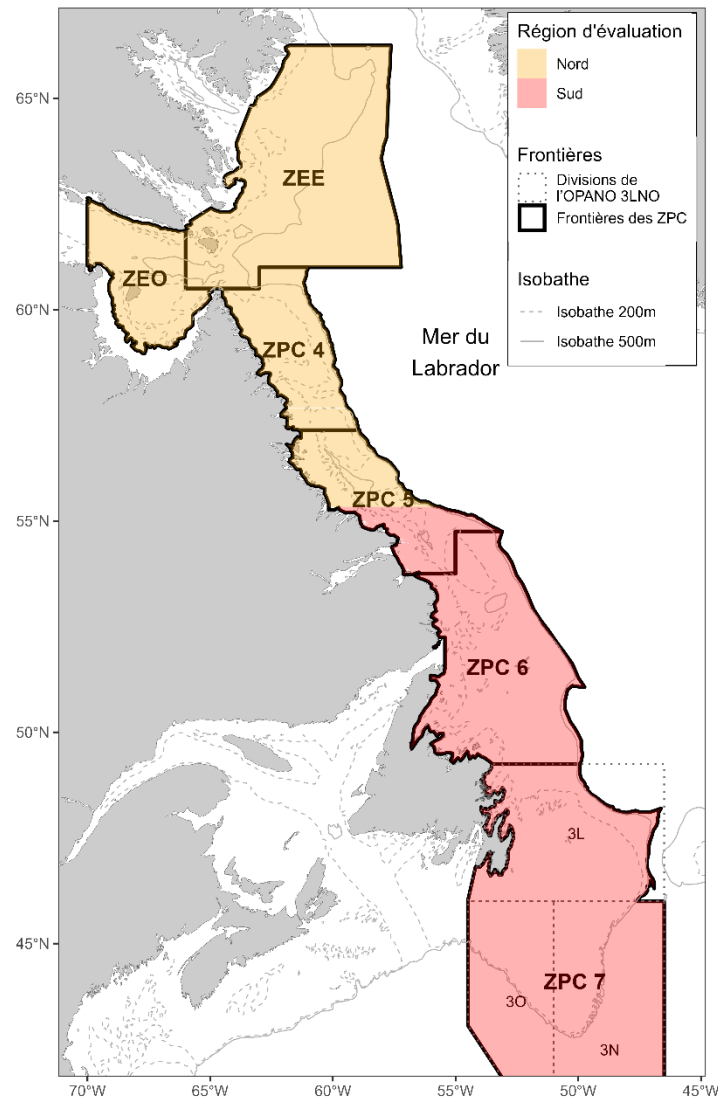 Région d'évaluation
Nord
Sud
Frontières
Divisions de
l'OPANO 3LNO
Frontières des ZPC
Isobathe
Isobathe 200m
Isobathe 500m
65°N
ZEE
ZEO
60°N
Mer du
Labrador
ZPC 4
ZPC 5
55°N
ZPC 6
50°N
3L
45°N
ZPC 7
3O
3N
70°W
65°W
60°W
55°W
50°W
45°W